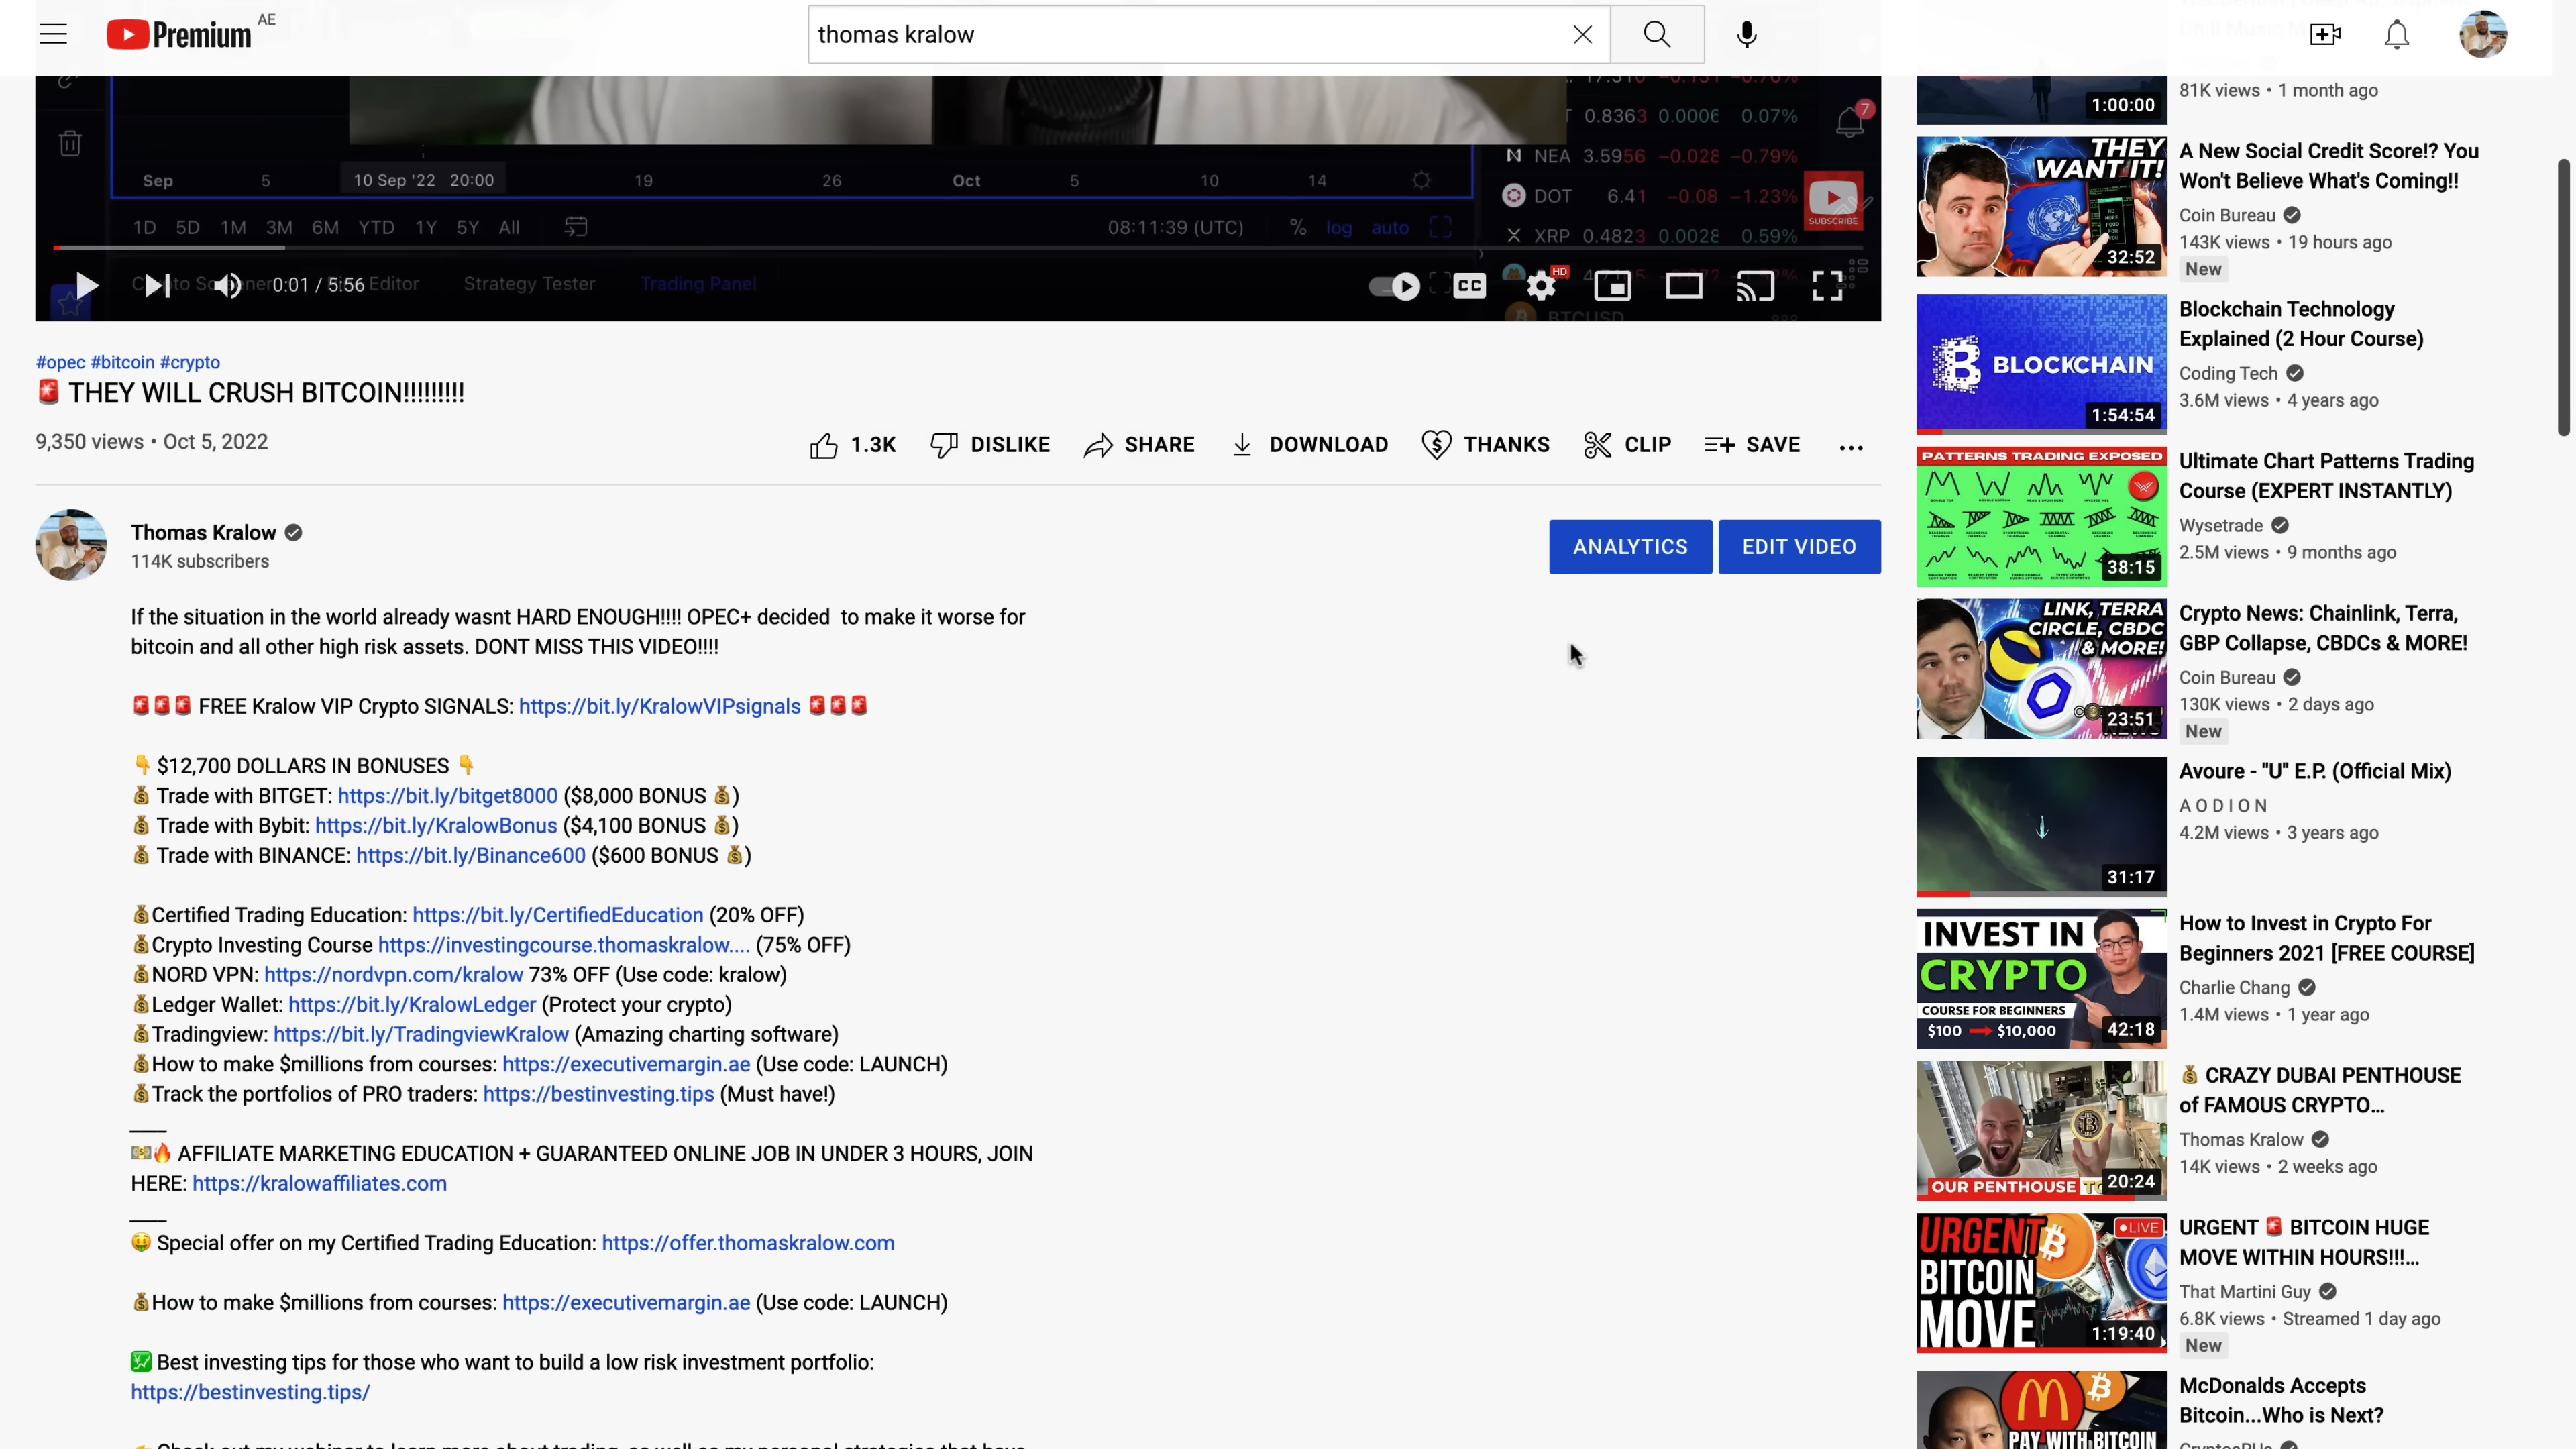 Premium AE
thomas kralow
0.8363 0.0006 0.07%
7
NEA 3.5956 −0.028 −0.79%
Sep 5 10 Sep '22 20:00 19 26 Oct 5 10 14
DOT 6.41 −0.08 −1.23%
SUBSCRIBE
1D 5D 1M 3M 6M YTD 1Y 5Y All 08:11:39 (UTC) % log auto
XRP 0.4823 0.0028 0.59%
0:01 / 5:56
Editor Strategy Tester Trading Panel
CC HD
BTCUSD
#opec #bitcoin #crypto
🚨 THEY WILL CRUSH BITCOIN!!!!!!!!!
9,350 views • Oct 5, 2022
1.3K DISLIKE SHARE DOWNLOAD THANKS CLIP SAVE ...
Thomas Kralow
114K subscribers
ANALYTICS EDIT VIDEO
If the situation in the world already wasnt HARD ENOUGH!!!! OPEC+ decided  to make it worse for
bitcoin and all other high risk assets. DONT MISS THIS VIDEO!!!!
🚨🚨🚨 FREE Kralow VIP Crypto SIGNALS: https://bit.ly/KralowVIPsignals 🚨🚨🚨
👇 $12,700 DOLLARS IN BONUSES 👇
💰 Trade with BITGET: https://bit.ly/bitget8000 ($8,000 BONUS 💰)
💰 Trade with Bybit: https://bit.ly/KralowBonus ($4,100 BONUS 💰)
💰 Trade with BINANCE: https://bit.ly/Binance600 ($600 BONUS 💰)
💰Certified Trading Education: https://bit.ly/CertifiedEducation (20% OFF)
💰Crypto Investing Course https://investingcourse.thomaskralow.... (75% OFF)
💰NORD VPN: https://nordvpn.com/kralow 73% OFF (Use code: kralow)
💰Ledger Wallet: https://bit.ly/KralowLedger (Protect your crypto)
💰Tradingview: https://bit.ly/TradingviewKralow (Amazing charting software)
💰How to make $millions from courses: https://executivemargin.ae (Use code: LAUNCH)
💰Track the portfolios of PRO traders: https://bestinvesting.tips (Must have!)
____
💵🔥 AFFILIATE MARKETING EDUCATION + GUARANTEED ONLINE JOB IN UNDER 3 HOURS, JOIN
HERE: https://kralowaffiliates.com
____
🤑 Special offer on my Certified Trading Education: https://offer.thomaskralow.com
💰How to make $millions from courses: https://executivemargin.ae (Use code: LAUNCH)
💹 Best investing tips for those who want to build a low risk investment portfolio:
https://bestinvesting.tips/
1:00:00
81K views • 1 month ago
THEY
WANT IT!
32:52
A New Social Credit Score!? You
Won't Believe What's Coming!!
Coin Bureau
143K views • 19 hours ago
New
BLOCKCHAIN
1:54:54
Blockchain Technology
Explained (2 Hour Course)
Coding Tech
3.6M views • 4 years ago
PATTERNS TRADING EXPOSED
38:15
Ultimate Chart Patterns Trading
Course (EXPERT INSTANTLY)
Wysetrade
2.5M views • 9 months ago
LINK, TERRA
CIRCLE, CBDC
& MORE!
23:51
Crypto News: Chainlink, Terra,
GBP Collapse, CBDCs & MORE!
Coin Bureau
130K views • 2 days ago
New
31:17
Avoure - "U" E.P. (Official Mix)
A O D I O N
4.2M views • 3 years ago
INVEST IN
CRYPTO
COURSE FOR BEGINNERS
$100 $10,000
42:18
How to Invest in Crypto For
Beginners 2021 [FREE COURSE]
Charlie Chang
1.4M views • 1 year ago
OUR PENTHOUSE
20:24
💰 CRAZY DUBAI PENTHOUSE
of FAMOUS CRYPTO...
Thomas Kralow
14K views • 2 weeks ago
LIVE
URGENT
BITCOIN
MOVE
1:19:40
URGENT 🚨 BITCOIN HUGE
MOVE WITHIN HOURS!!!...
That Martini Guy
6.8K views • Streamed 1 day ago
New
PAY WITH BITCOIN
McDonalds Accepts
Bitcoin...Who is Next?